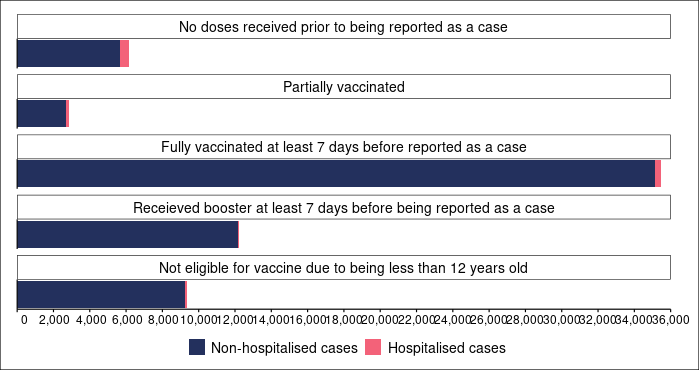 No doses received prior to being reported as a case
Partially vaccinated
Fully vaccinated at least 7 days before reported as a case
Receieved booster at least 7 days before being reported as a case
Not eligible for vaccine due to being less than 12 years old
0 2,000 4,000 6,000 8,000 10,000 12,000 14,000 16,000 18,000 20,000 22,000 24,000 26,000 28,000 30,000 32,000 34,000 36,000
Non-hospitalised cases Hospitalised cases